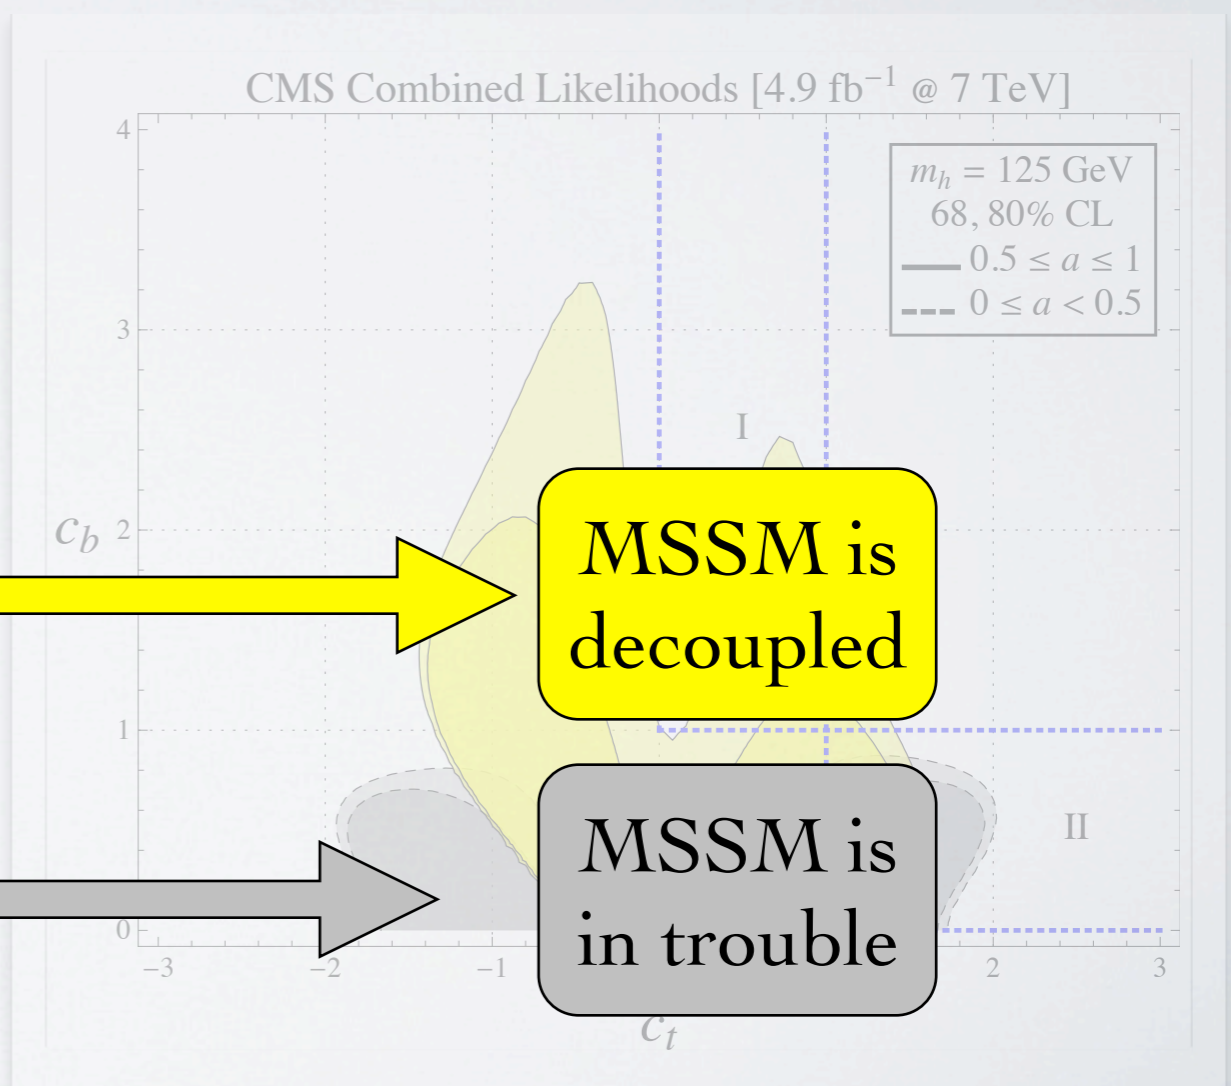 CMS Combined Likelihoods [4.9 fb⁻¹ @ 7 TeV]
4
m_h = 125 GeV
68, 80% CL
0.5 ≤ a ≤ 1
0 ≤ a < 0.5
3
I
c_b
2
MSSM is
decoupled
1
MSSM is
in trouble
II
0
−3 −2 −1 2 3
c_t